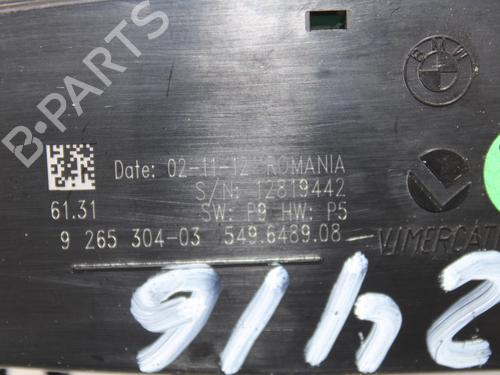 B-PARTS
BMW
Date: 02-11-12 ROMANIA
S/N: 12819442
61.31
SW: P9 HW: P5
9 265 304-03 549.6489.08
VIMERCATI
2416